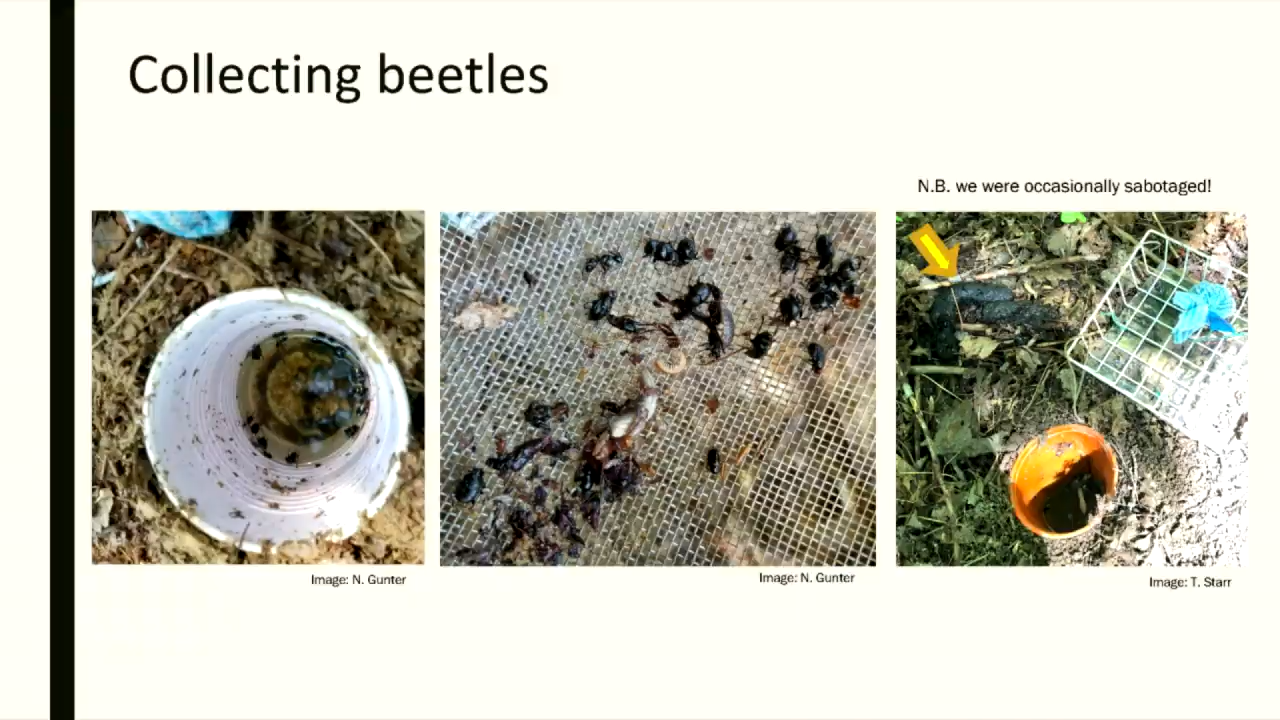 Collecting beetles
N.B. we were occasionally sabotaged!
Image: N. Gunter
Image: N. Gunter
Image: T. Starr